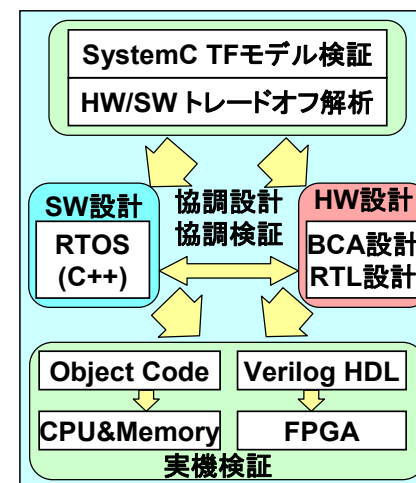 SystemC TFモデル検証
HW/SW トレードオフ解析
SW設計
協調設計
協調検証
HW設計
RTOS
(C++)
BCA設計
RTL設計
Object Code
Verilog HDL
CPU&Memory
FPGA
実機検証